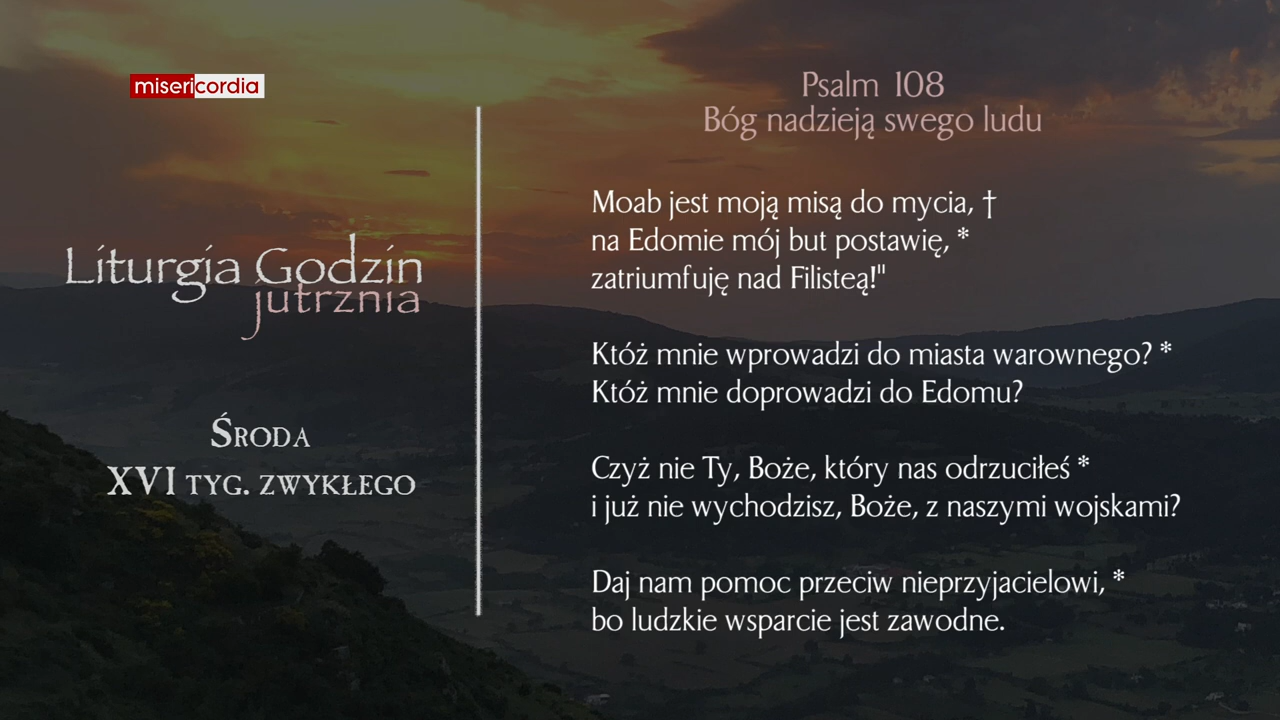 misericordia
Liturgia Godzin
jutrznia
Środa
XVI tyg. zwykłego
Psalm 108
Bóg nadzieją swego ludu
Moab jest moją misą do mycia, †
na Edomie mój but postawię, *
zatriumfuję nad Filisteą!"
Któż mnie wprowadzi do miasta warownego? *
Któż mnie doprowadzi do Edomu?
Czyż nie Ty, Boże, który nas odrzuciłeś *
i już nie wychodzisz, Boże, z naszymi wojskami?
Daj nam pomoc przeciw nieprzyjacielowi, *
bo ludzkie wsparcie jest zawodne.